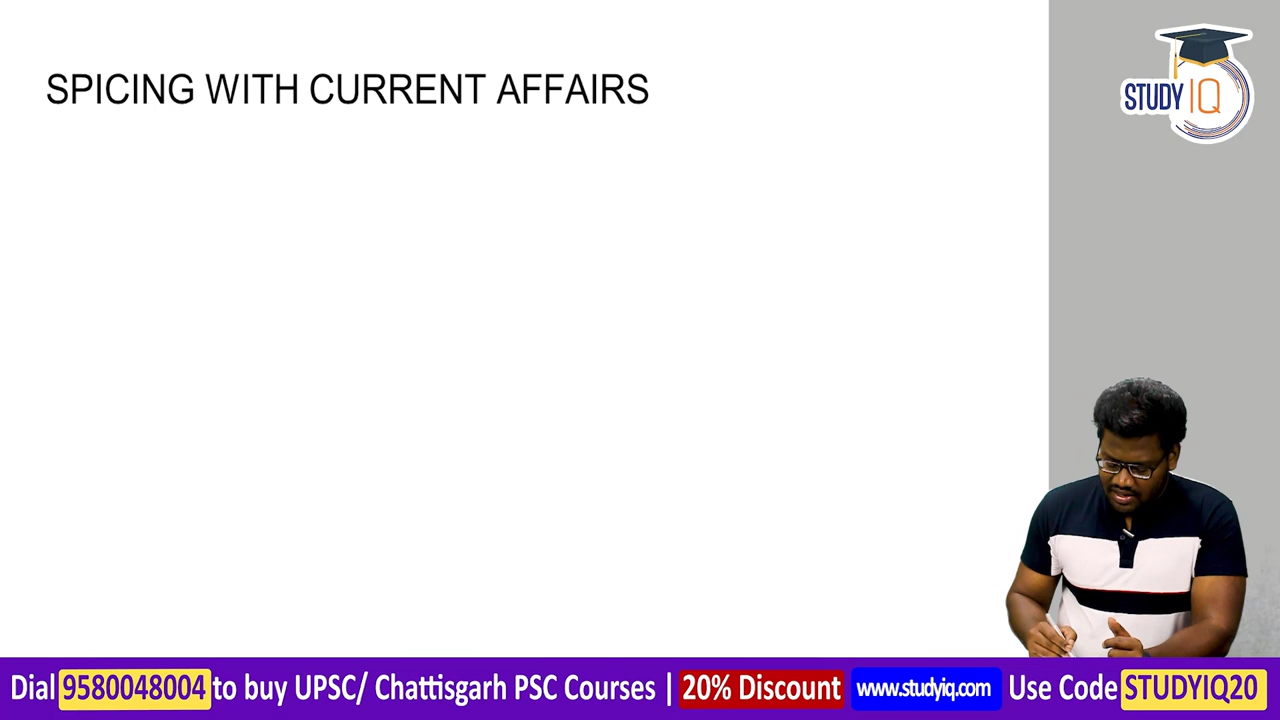 SPICING WITH CURRENT AFFAIRS
STUDY IQ
Dial 9580048004 to buy UPSC/ Chattisgarh PSC Courses | 20% Discount www.studyiq.com Use Code STUDYIQ20